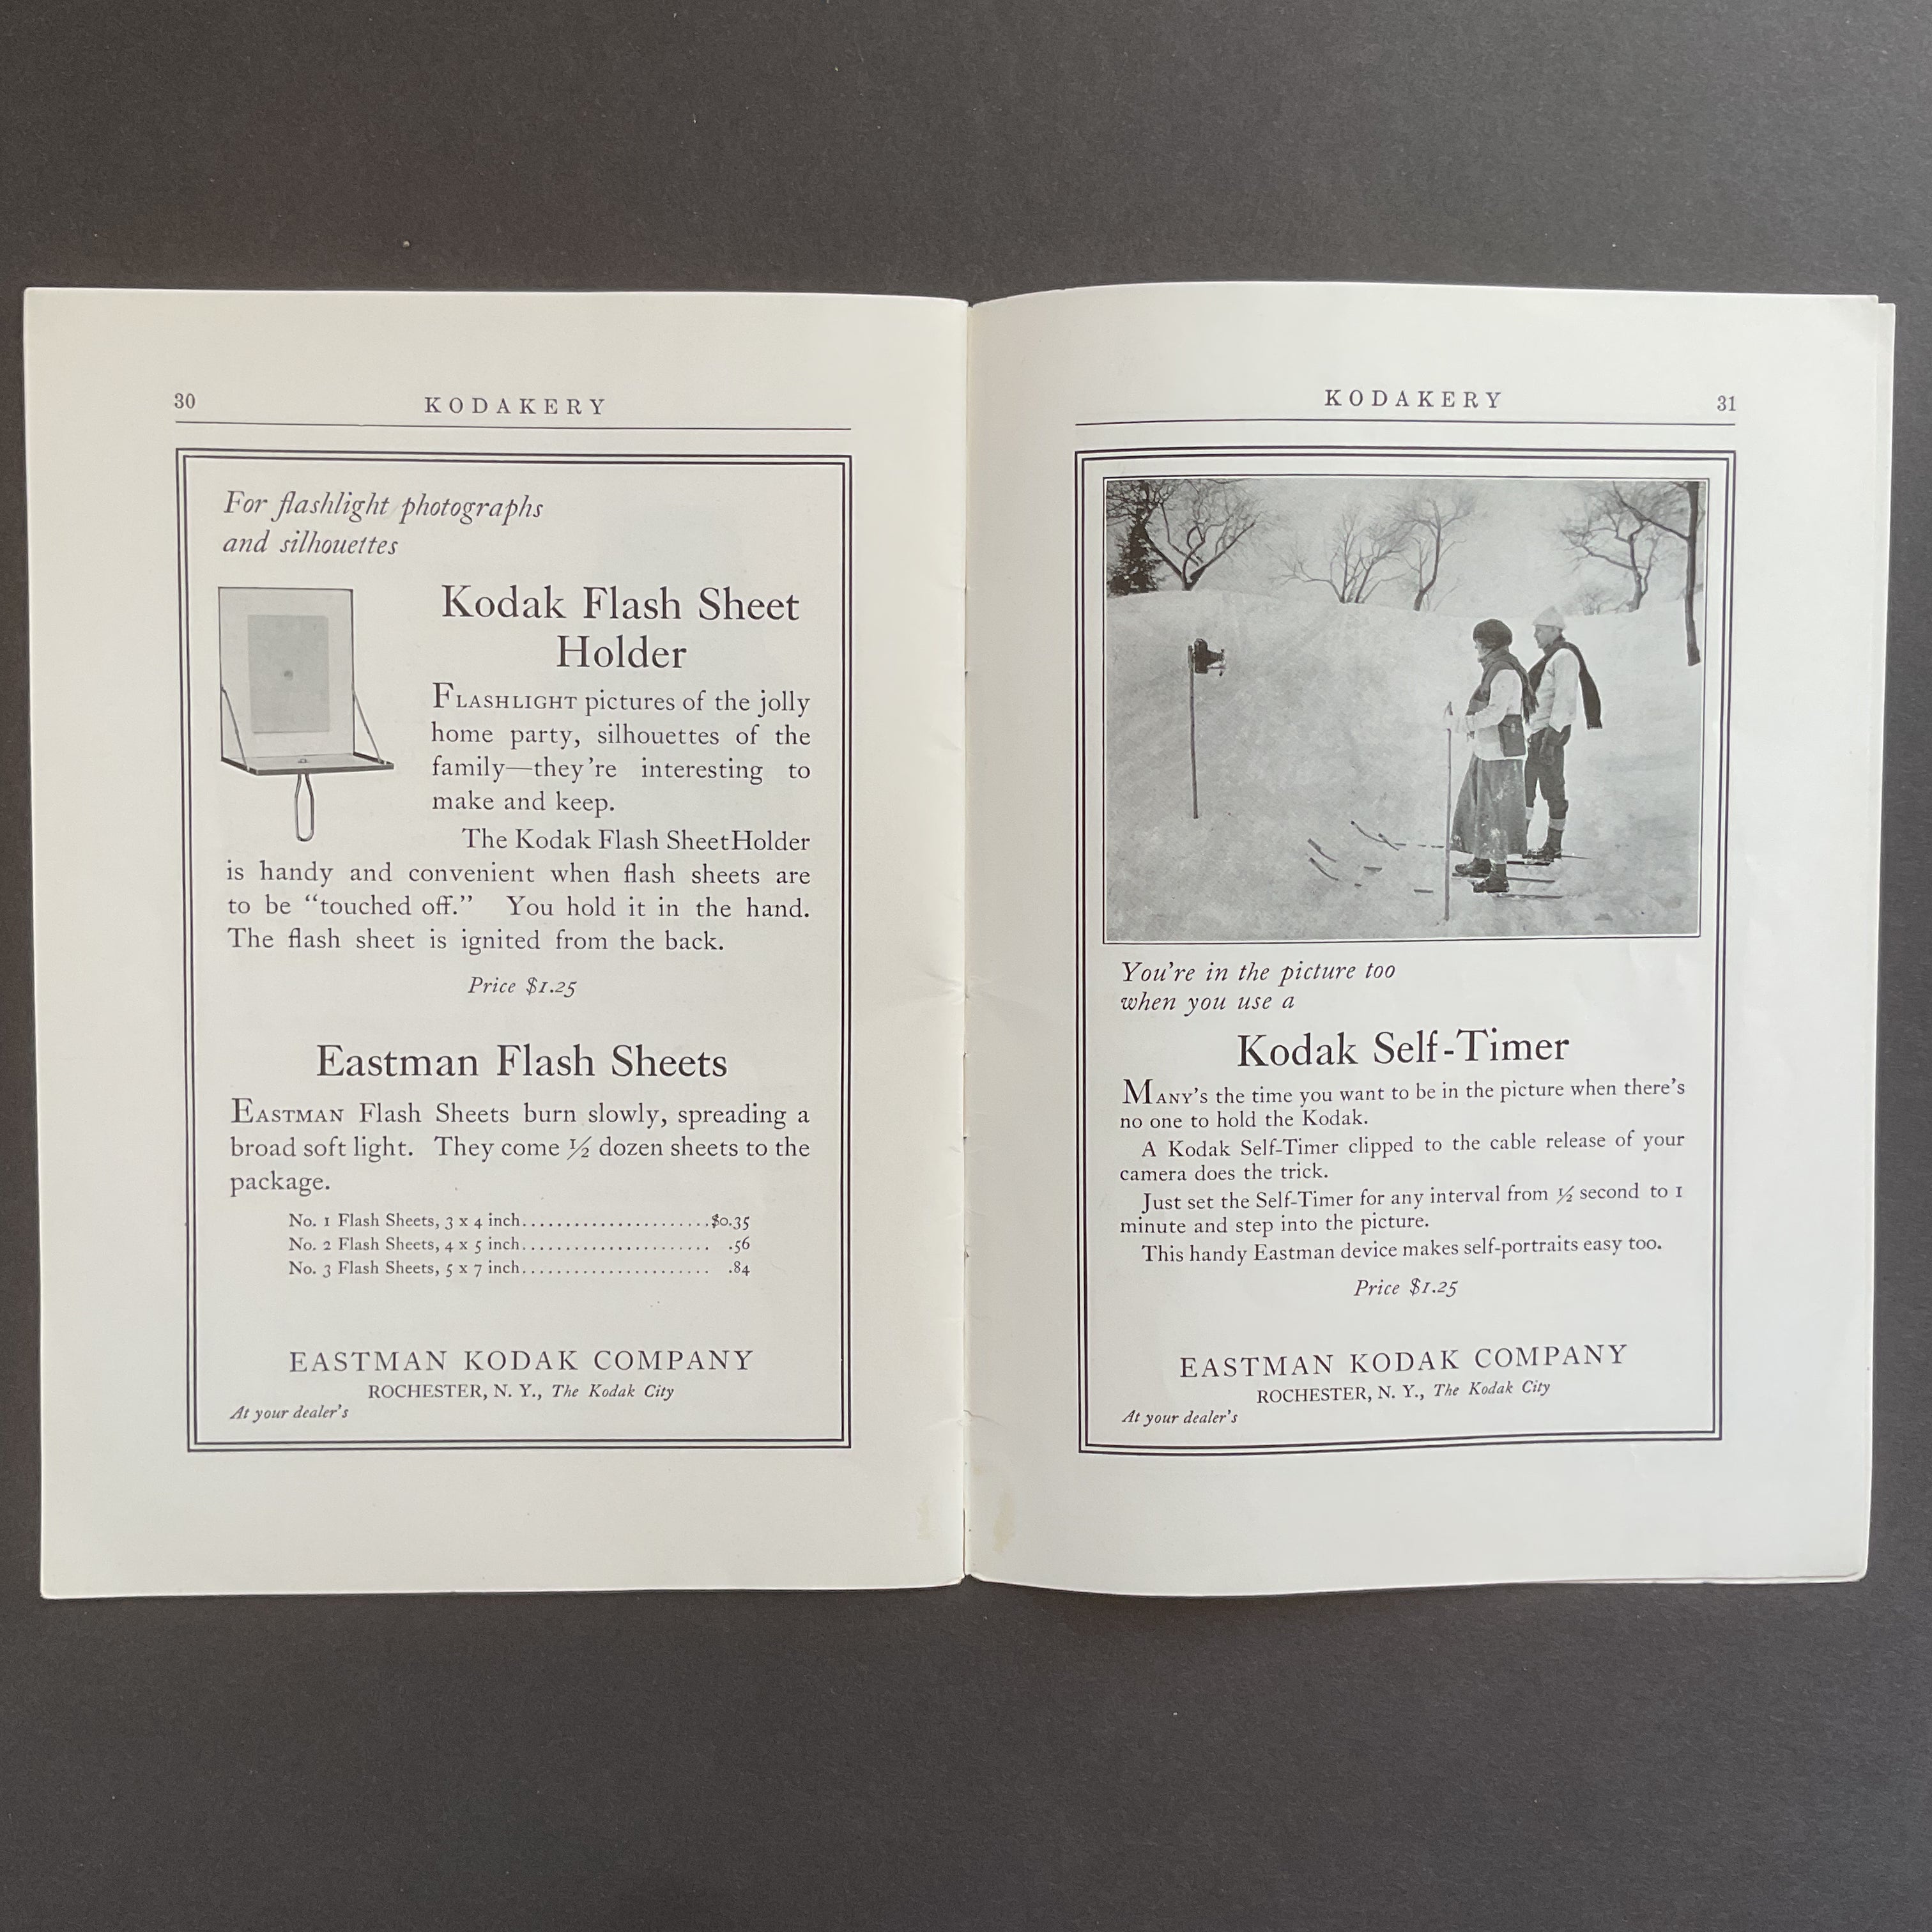 30
KODAKERY
For flashlight photographs
and silhouettes
Kodak Flash Sheet
Holder
FLASHLIGHT pictures of the jolly
home party, silhouettes of the
family—they're interesting to
make and keep.
The Kodak Flash Sheet Holder
is handy and convenient when flash sheets are
to be “touched off.” You hold it in the hand.
The flash sheet is ignited from the back.
Price $1.25
Eastman Flash Sheets
EASTMAN Flash Sheets burn slowly, spreading a
broad soft light. They come ½ dozen sheets to the
package.
No. 1 Flash Sheets, 3 x 4 inch......................$0.35
No. 2 Flash Sheets, 4 x 5 inch...................... .56
No. 3 Flash Sheets, 5 x 7 inch...................... .84
EASTMAN KODAK COMPANY
ROCHESTER, N. Y., The Kodak City
At your dealer's
KODAKERY
31
You're in the picture too
when you use a
Kodak Self-Timer
MANY'S the time you want to be in the picture when there's
no one to hold the Kodak.
A Kodak Self-Timer clipped to the cable release of your
camera does the trick.
Just set the Self-Timer for any interval from ½ second to 1
minute and step into the picture.
This handy Eastman device makes self-portraits easy too.
Price $1.25
EASTMAN KODAK COMPANY
ROCHESTER, N. Y., The Kodak City
At your dealer's